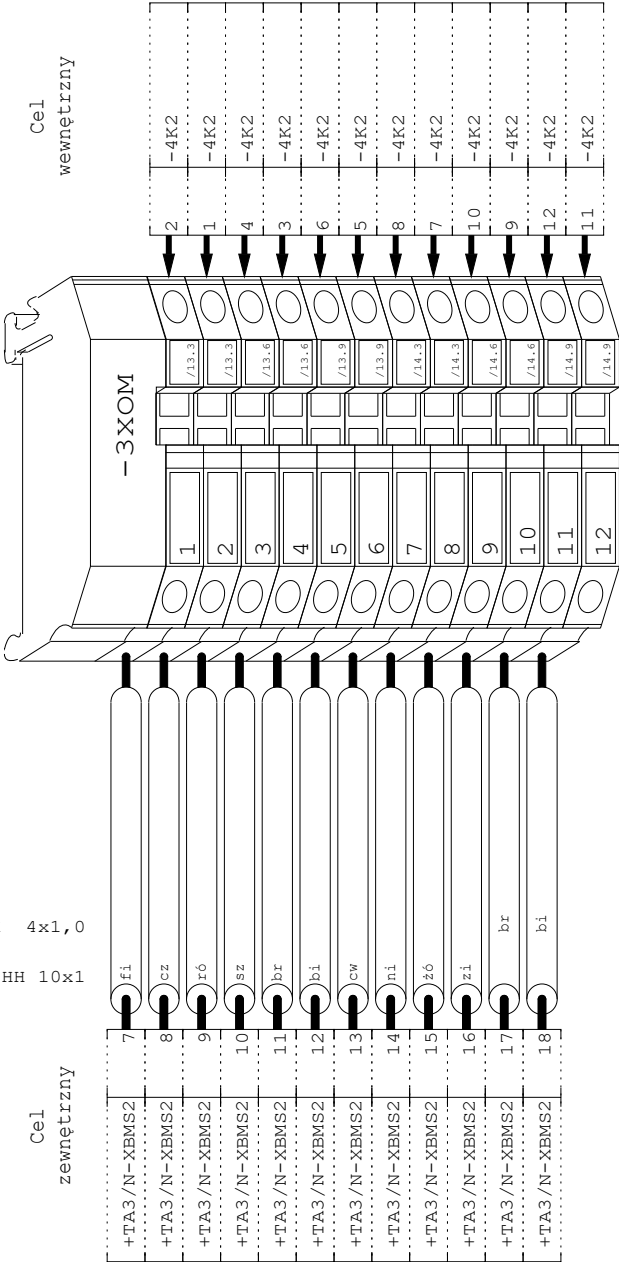 Cel
wewnętrzny
-4K2 -4K2 -4K2 -4K2 -4K2 -4K2 -4K2 -4K2 -4K2 -4K2 -4K2 -4K2
2 1 4 3 6 5 8 7 10 9 12 11
/13.3 /13.3 /13.6 /13.6 /13.9 /13.9 /14.3 /14.3 /14.6 /14.6 /14.9 /14.9
-3XOM
1 2 3 4 5 6 7 8 9 10 11 12
4x1,0
br bi
HH 10x1
fi cz ró sz br bi cw ni żó zi
7 8 9 10 11 12 13 14 15 16 17 18
Cel
zewnętrzny
+TA3/N-XBMS2 +TA3/N-XBMS2 +TA3/N-XBMS2 +TA3/N-XBMS2 +TA3/N-XBMS2 +TA3/N-XBMS2 +TA3/N-XBMS2 +TA3/N-XBMS2 +TA3/N-XBMS2 +TA3/N-XBMS2 +TA3/N-XBMS2 +TA3/N-XBMS2